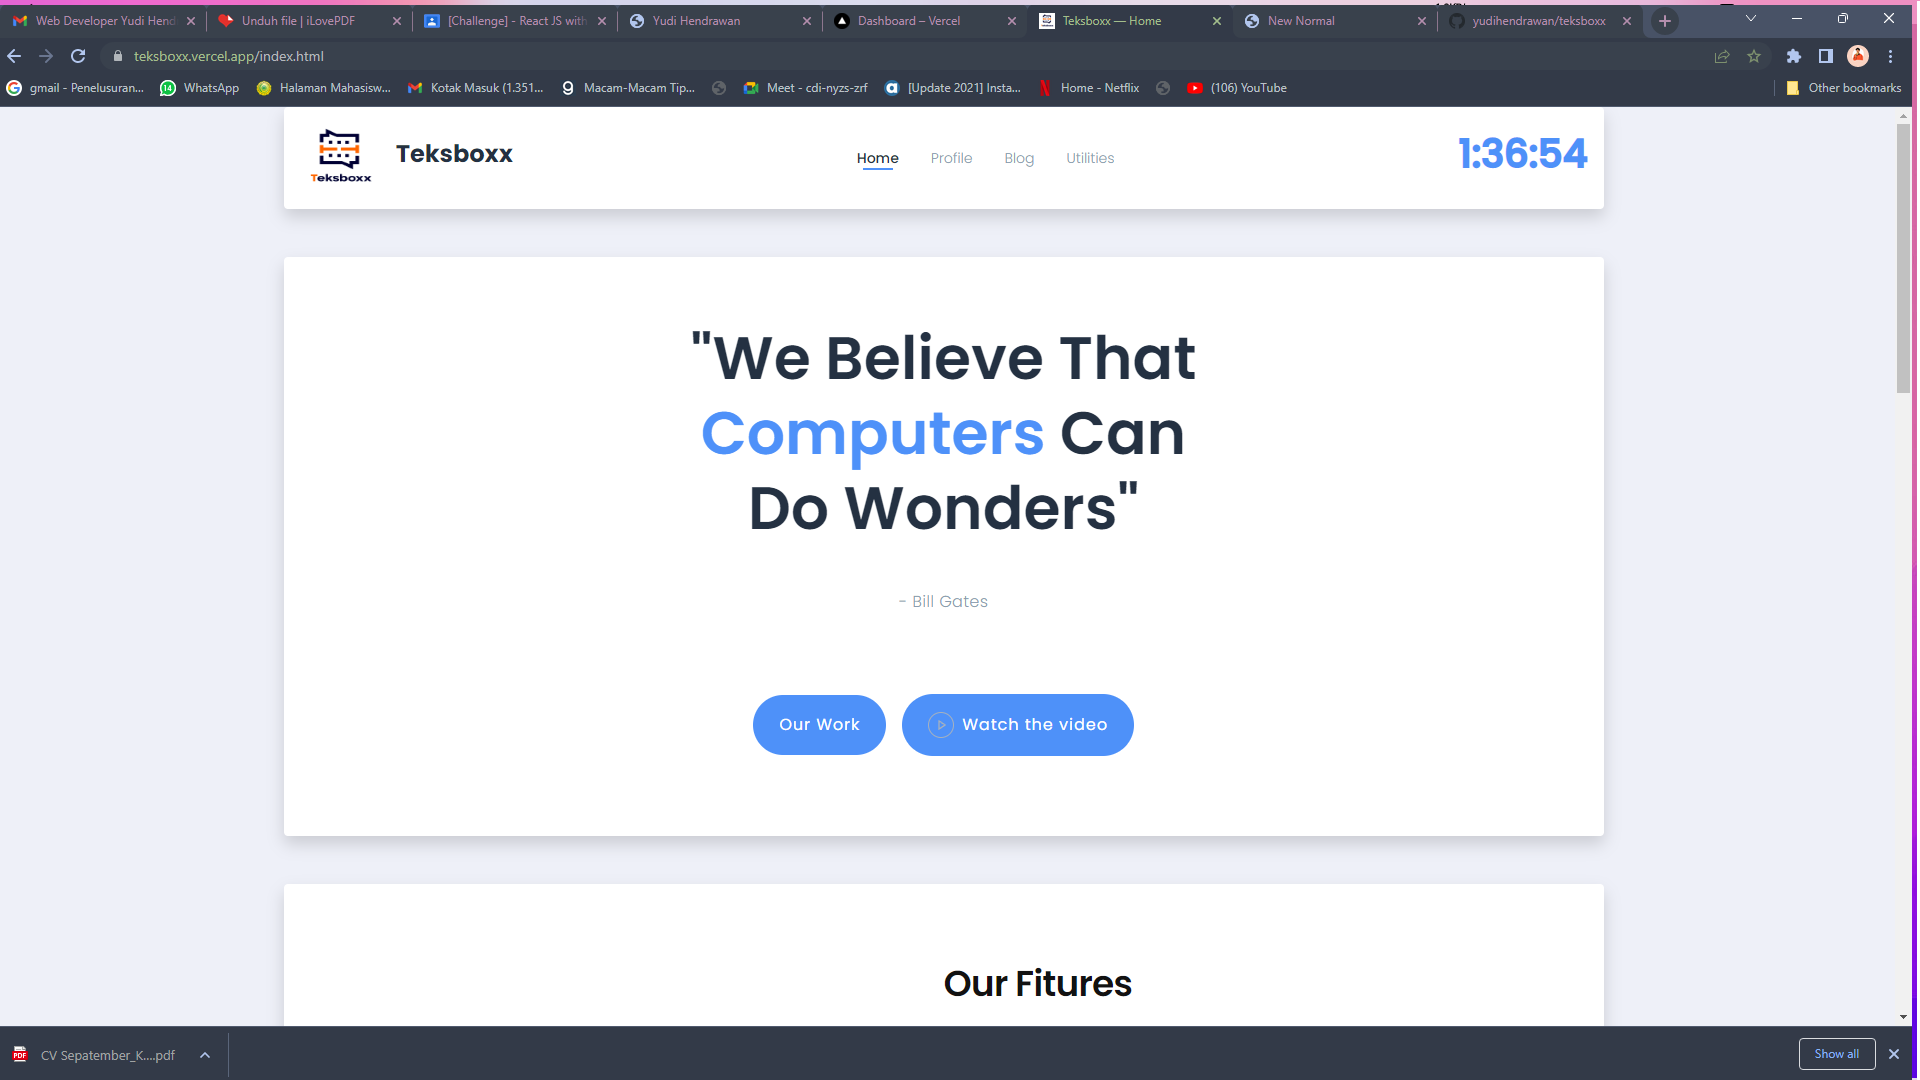 Web Developer Yudi Hend
Unduh file | iLovePDF
[Challenge] - React JS with
Yudi Hendrawan
Dashboard – Vercel
Teksboxx — Home
New Normal
yudihendrawan/teksboxx
teksboxx.vercel.app/index.html
gmail - Penelusuran...
14
WhatsApp
Halaman Mahasisw...
Kotak Masuk (1.351...
Macam-Macam Tip...
Meet - cdi-nyzs-zrf
[Update 2021] Insta...
Home - Netflix
(106) YouTube
Other bookmarks
Teksboxx
Teksboxx
Home
Profile
Blog
Utilities
1:36:54
"We Believe That
Computers Can
Do Wonders"
- Bill Gates
Our Work
Watch the video
Our Fitures
PDF
CV Sepatember_K....pdf
Show all